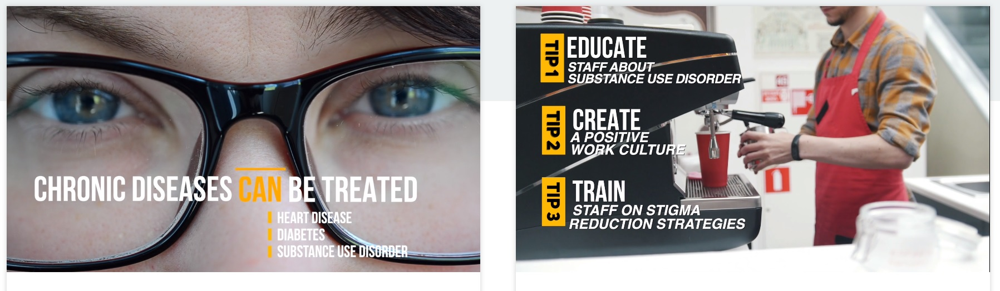 CHRONIC DISEASES CAN BE TREATED
HEART DISEASE
DIABETES
SUBSTANCE USE DISORDER
TIP 1
EDUCATE
STAFF ABOUT
SUBSTANCE USE DISORDER
TIP 2
CREATE
A POSITIVE
WORK CULTURE
TIP 3
TRAIN
STAFF ON STIGMA
REDUCTION STRATEGIES